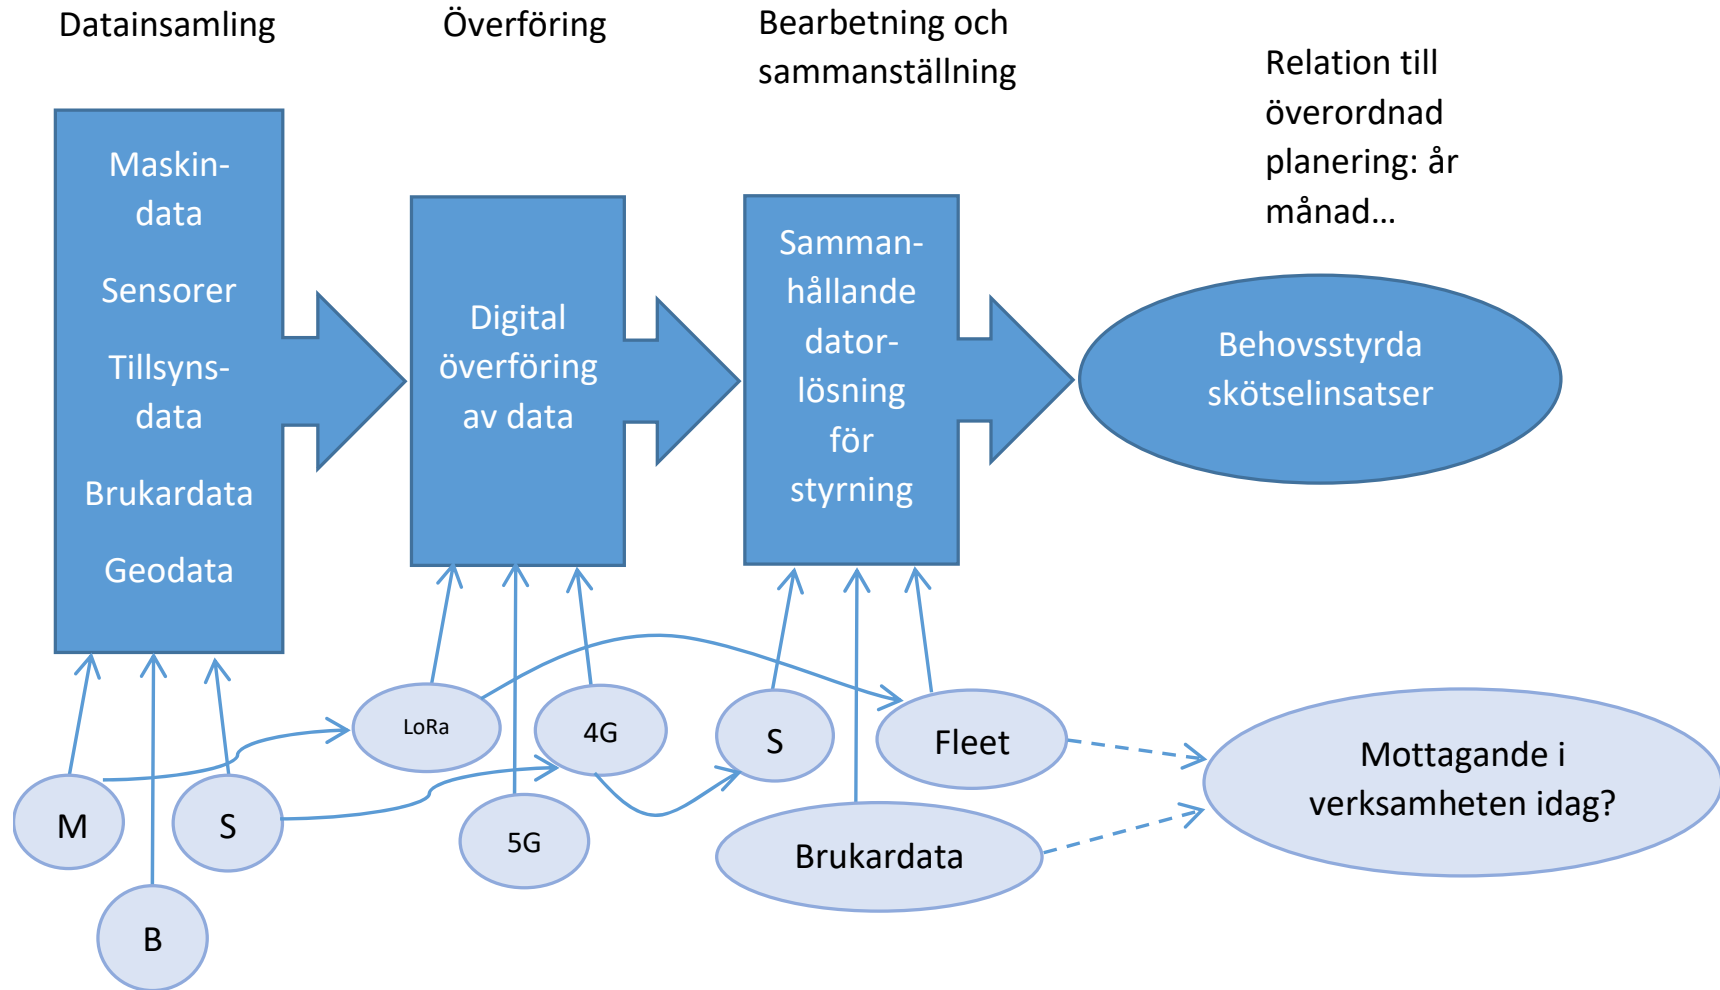 Datainsamling
Överföring
Bearbetning och
sammanställning
Relation till
överordnad
planering: år
månad...
Maskin-
data
Sensorer
Tillsyns-
data
Brukardata
Geodata
Digital
överföring
av data
Samman-
hållande
dator-
lösning
för
styrning
Behovsstyrda
skötselinsatser
M
B
S
LoRa
5G
4G
S
Fleet
Brukardata
Mottagande i
verksamheten idag?